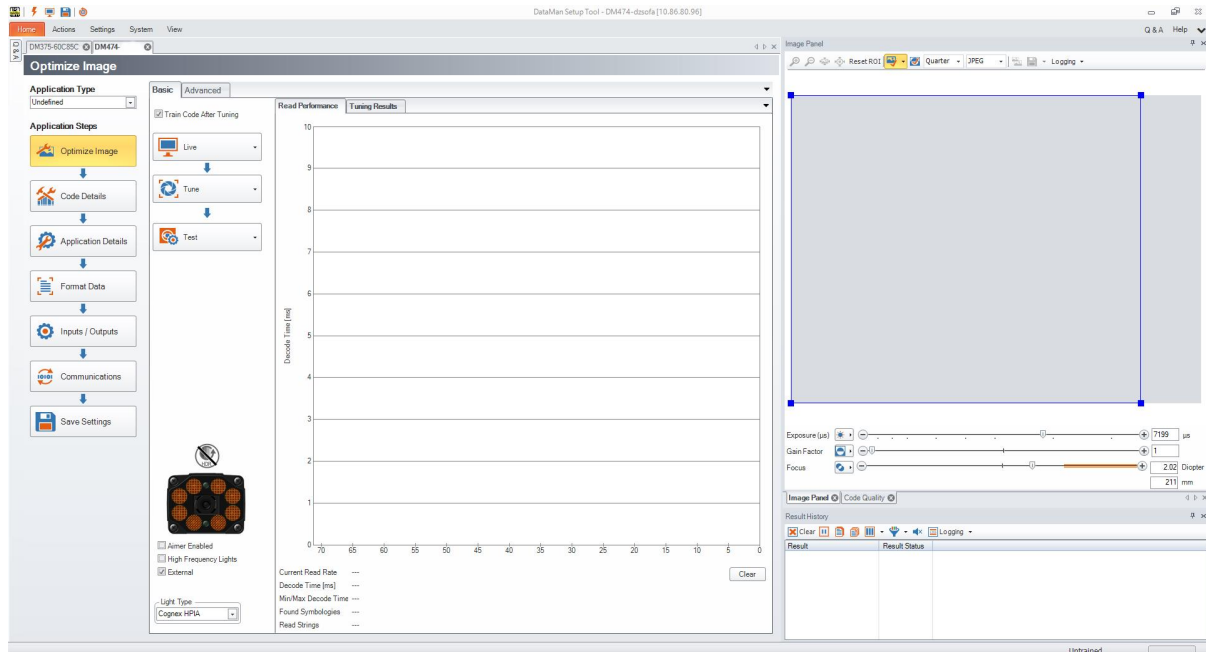 DataMan Setup Tool - DM474-dzsofa [10.86.80.96]
Home Actions Settings System View Q&A Help
Q & A
DM375-60C85C DM474-
Optimize Image
Application Type
Undefined
Application Steps
Optimize Image
Code Details
Application Details
Format Data
Inputs / Outputs
Communications
Save Settings
Basic Advanced
Train Code After Tuning
Live
Tune
Test
HDR
Aimer Enabled
High Frequency Lights
External
Light Type
Cognex HPIA
Read Performance Tuning Results
10
9
8
7
6
5
4
3
2
1
0
Decode Time [ms]
70 65 60 55 50 45 40 35 30 25 20 15 10 5 0
Current Read Rate ---
Clear
Decode Time [ms] ---
Min/Max Decode Time ---
Found Symbologies ---
Read Strings ---
Image Panel
Reset ROI Quarter JPEG Logging
Exposure (µs) 7199 µs
Gain Factor 1
Focus 2.02 Diopter
211 mm
Image Panel Code Quality
Result History
Clear Logging
Result Result Status
Untrained